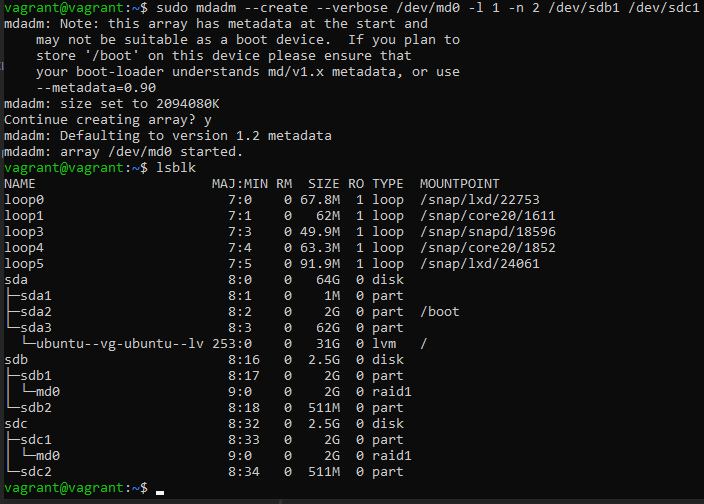 vagrant@vagrant:~$ sudo mdadm --create --verbose /dev/md0 -l 1 -n 2 /dev/sdb1 /dev/sdc1
mdadm: Note: this array has metadata at the start and
    may not be suitable as a boot device.  If you plan to
    store '/boot' on this device please ensure that
    your boot-loader understands md/v1.x metadata, or use
    --metadata=0.90
mdadm: size set to 2094080K
Continue creating array? y
mdadm: Defaulting to version 1.2 metadata
mdadm: array /dev/md0 started.
vagrant@vagrant:~$ lsblk
NAME                      MAJ:MIN RM  SIZE RO TYPE  MOUNTPOINT
loop0                       7:0    0 67.8M  1 loop  /snap/lxd/22753
loop1                       7:1    0   62M  1 loop  /snap/core20/1611
loop3                       7:3    0 49.9M  1 loop  /snap/snapd/18596
loop4                       7:4    0 63.3M  1 loop  /snap/core20/1852
loop5                       7:5    0 91.9M  1 loop  /snap/lxd/24061
sda                         8:0    0   64G  0 disk
├─sda1                      8:1    0    1M  0 part
├─sda2                      8:2    0    2G  0 part  /boot
└─sda3                      8:3    0   62G  0 part
  └─ubuntu--vg-ubuntu--lv 253:0    0   31G  0 lvm   /
sdb                         8:16   0  2.5G  0 disk
├─sdb1                      8:17   0    2G  0 part
│ └─md0                     9:0    0    2G  0 raid1
└─sdb2                      8:18   0  511M  0 part
sdc                         8:32   0  2.5G  0 disk
├─sdc1                      8:33   0    2G  0 part
│ └─md0                     9:0    0    2G  0 raid1
└─sdc2                      8:34   0  511M  0 part
vagrant@vagrant:~$